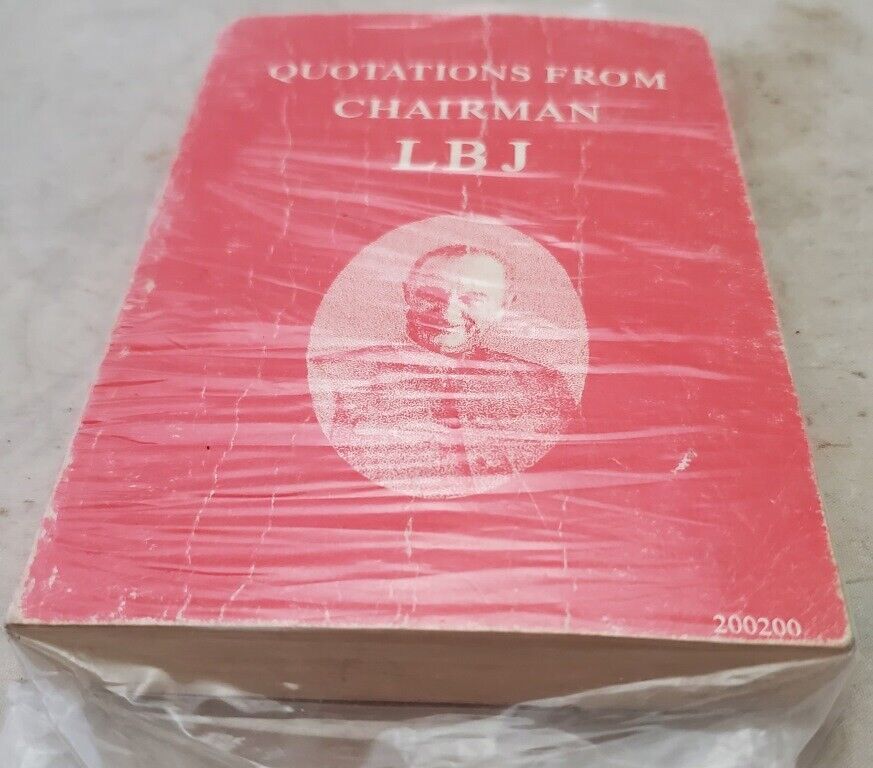 QUOTATIONS FROM
CHAIRMAN
LBJ
200200